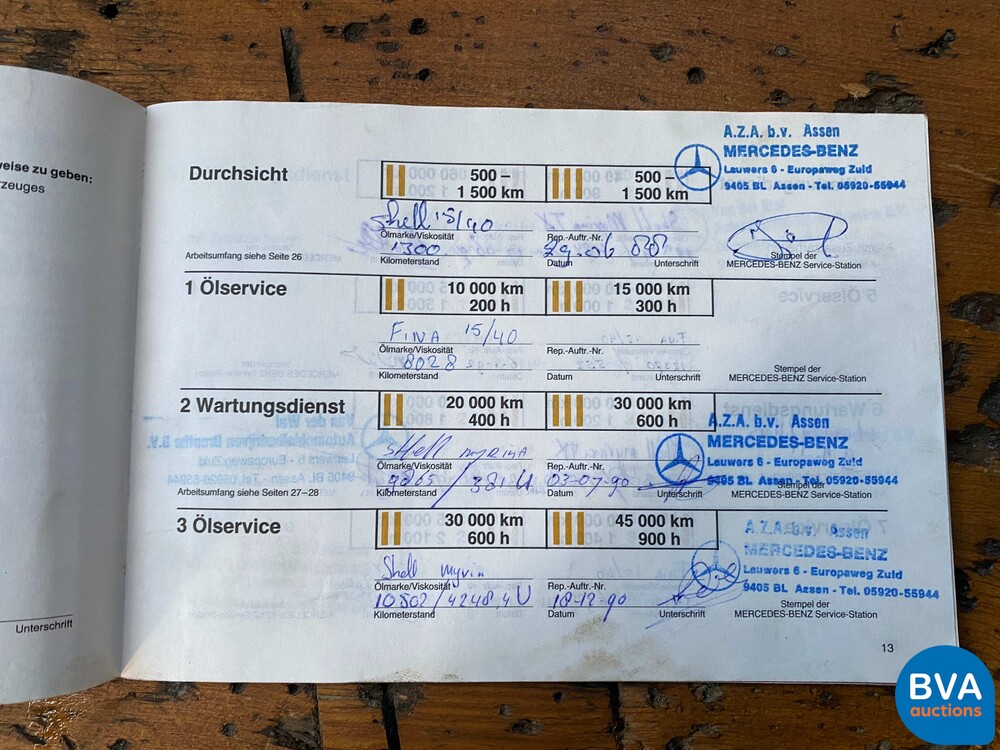 weise zu geben:
rzeuges
Unterschrift
A.Z.A. b.v. Assen
MERCEDES-BENZ
Lauwers 6 - Europaweg Zuid
9405 BL Assen - Tel. 05920-55944
Durchsicht
500 –
1 500 km
500 –
1 500 km
Shell 15/40
Ölmarke/Viskosität
Rep.-Auftr.-Nr.
1300
29.06 88
Arbeitsumfang siehe Seite 26
Kilometerstand
Datum
Unterschrift
Stempel der
MERCEDES-BENZ Service-Station
1 Ölservice
10 000 km
200 h
15 000 km
300 h
FINA 15/40
Ölmarke/Viskosität
Rep.-Auftr.-Nr.
8028
Kilometerstand
Datum
Unterschrift
Stempel der
MERCEDES-BENZ Service-Station
2 Wartungsdienst
20 000 km
400 h
30 000 km
600 h
A.Z.A. b.v. Assen
MERCEDES-BENZ
Lauwers 6 - Europaweg Zuid
9405 BL Assen - Tel. 05920-55944
Shell myrina
Ölmarke/Viskosität
Rep.-Auftr.-Nr.
03-07-90
Arbeitsumfang siehe Seiten 27–28
Kilometerstand
Datum
Unterschrift
Stempel der
MERCEDES-BENZ Service-Station
3 Ölservice
30 000 km
600 h
45 000 km
900 h
A.Z.A. b.v. Assen
MERCEDES-BENZ
Lauwers 6 - Europaweg Zuid
9405 BL Assen - Tel. 05920-55944
Shell myrin
Ölmarke/Viskosität
Rep.-Auftr.-Nr.
18-12-90
Kilometerstand
Datum
Unterschrift
Stempel der
MERCEDES-BENZ Service-Station
13
BVA
auctions